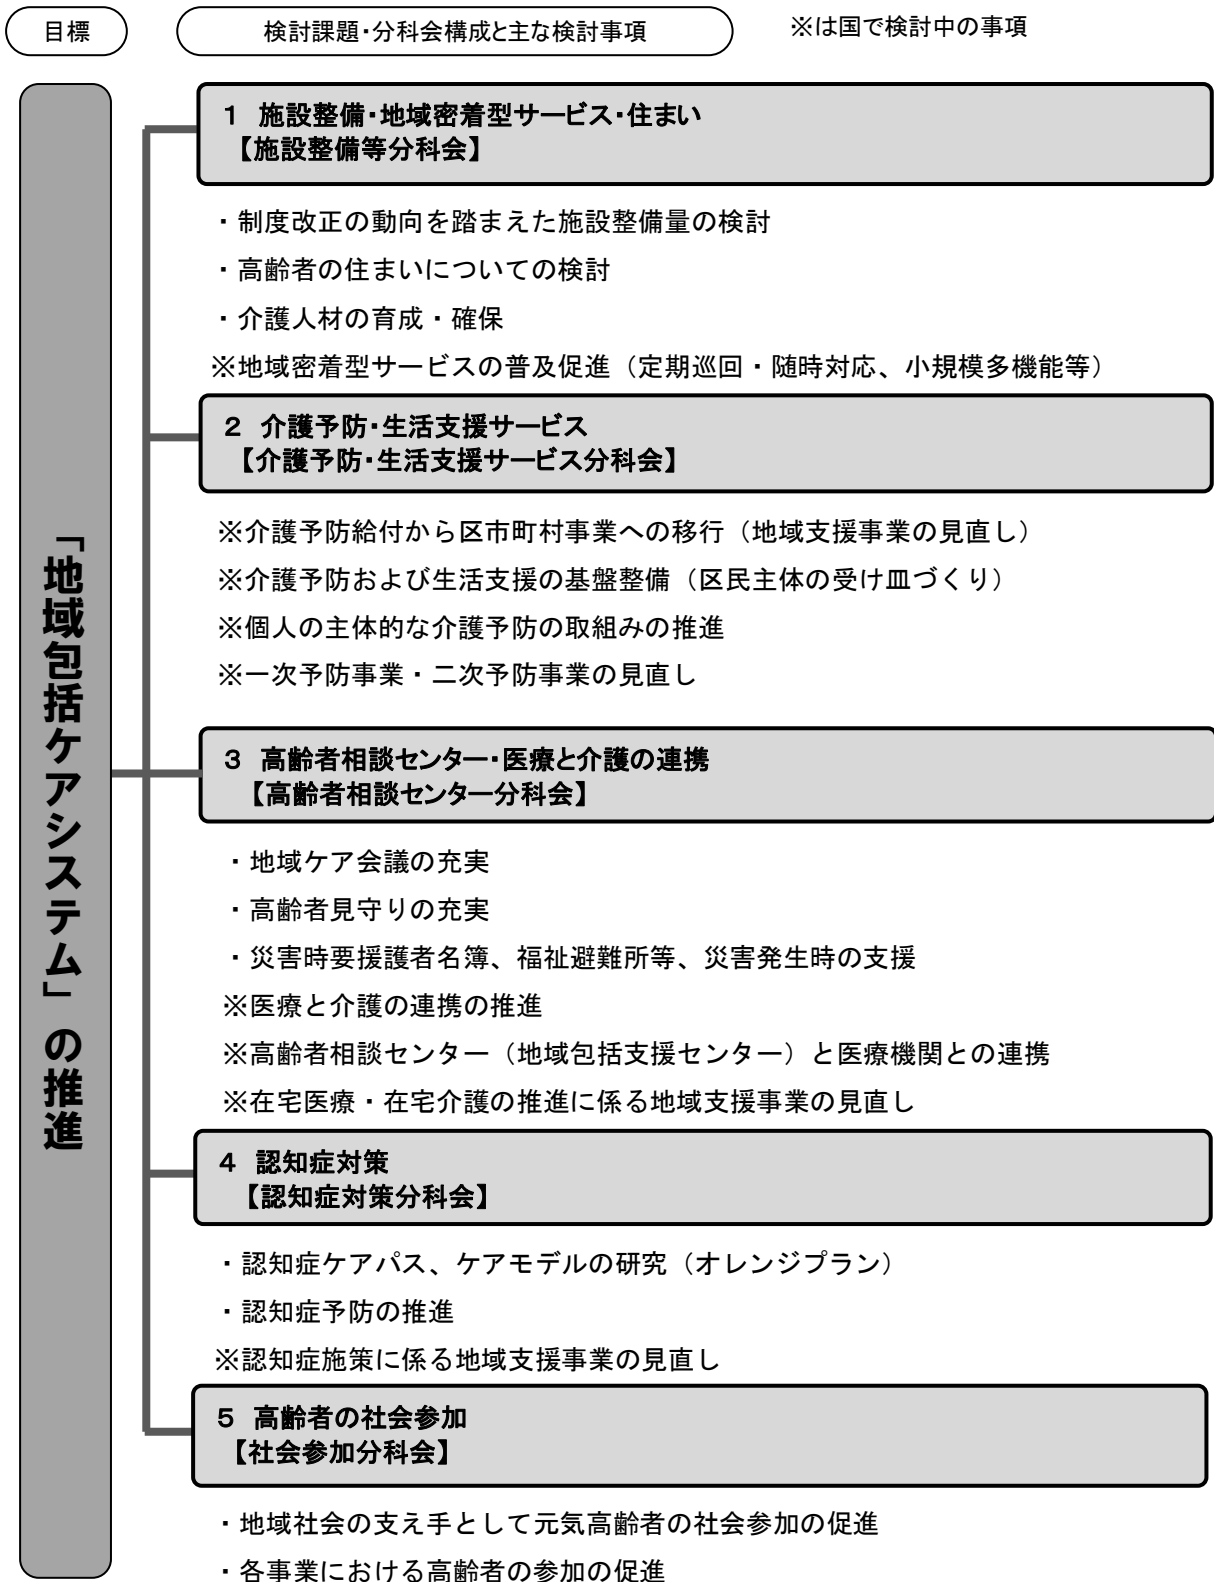 目標
検討課題・分科会構成と主な検討事項
※は国で検討中の事項
「地域包括ケアシステム」の推進
1 施設整備・地域密着型サービス・住まい
【施設整備等分科会】
・制度改正の動向を踏まえた施設整備量の検討
・高齢者の住まいについての検討
・介護人材の育成・確保
※地域密着型サービスの普及促進（定期巡回・随時対応、小規模多機能等）
2 介護予防・生活支援サービス
【介護予防・生活支援サービス分科会】
※介護予防給付から区市町村事業への移行（地域支援事業の見直し）
※介護予防および生活支援の基盤整備（区民主体の受け皿づくり）
※個人の主体的な介護予防の取組みの推進
※一次予防事業・二次予防事業の見直し
3 高齢者相談センター・医療と介護の連携
【高齢者相談センター分科会】
・地域ケア会議の充実
・高齢者見守りの充実
・災害時要援護者名簿、福祉避難所等、災害発生時の支援
※医療と介護の連携の推進
※高齢者相談センター（地域包括支援センター）と医療機関との連携
※在宅医療・在宅介護の推進に係る地域支援事業の見直し
4 認知症対策
【認知症対策分科会】
・認知症ケアパス、ケアモデルの研究（オレンジプラン）
・認知症予防の推進
※認知症施策に係る地域支援事業の見直し
5 高齢者の社会参加
【社会参加分科会】
・地域社会の支え手として元気高齢者の社会参加の促進
・各事業における高齢者の参加の促進